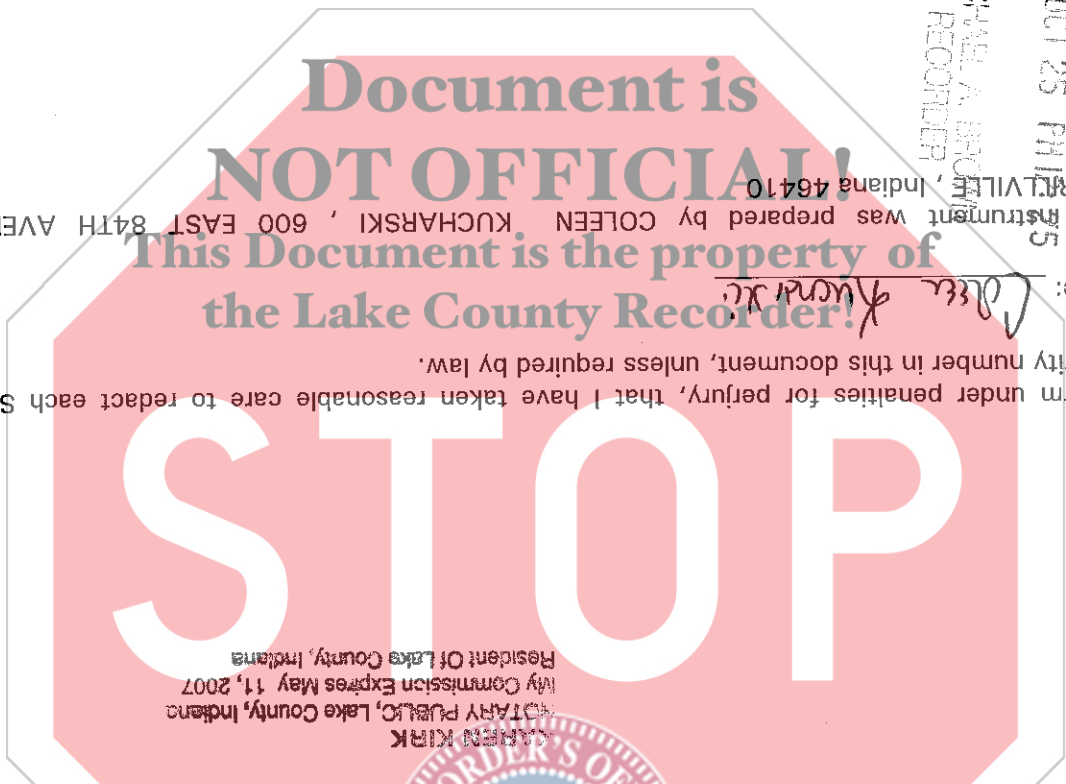 Document is
NOT OFFICIAL!
This Document is the property of
the Lake County Recorder!
STOP
KIRK
NOTARY PUBLIC, Lake County, Indiana
My Commission Expires May 11, 2007
Resident Of Lake County, Indiana
under penalties for perjury, that I have taken reasonable care to redact each
number in this document, unless required by law.
Colleen Kucharski
Instrument was prepared by COLEEN KUCHARSKI , 600 EAST 84TH
, Indiana 46410
25
RECORDER